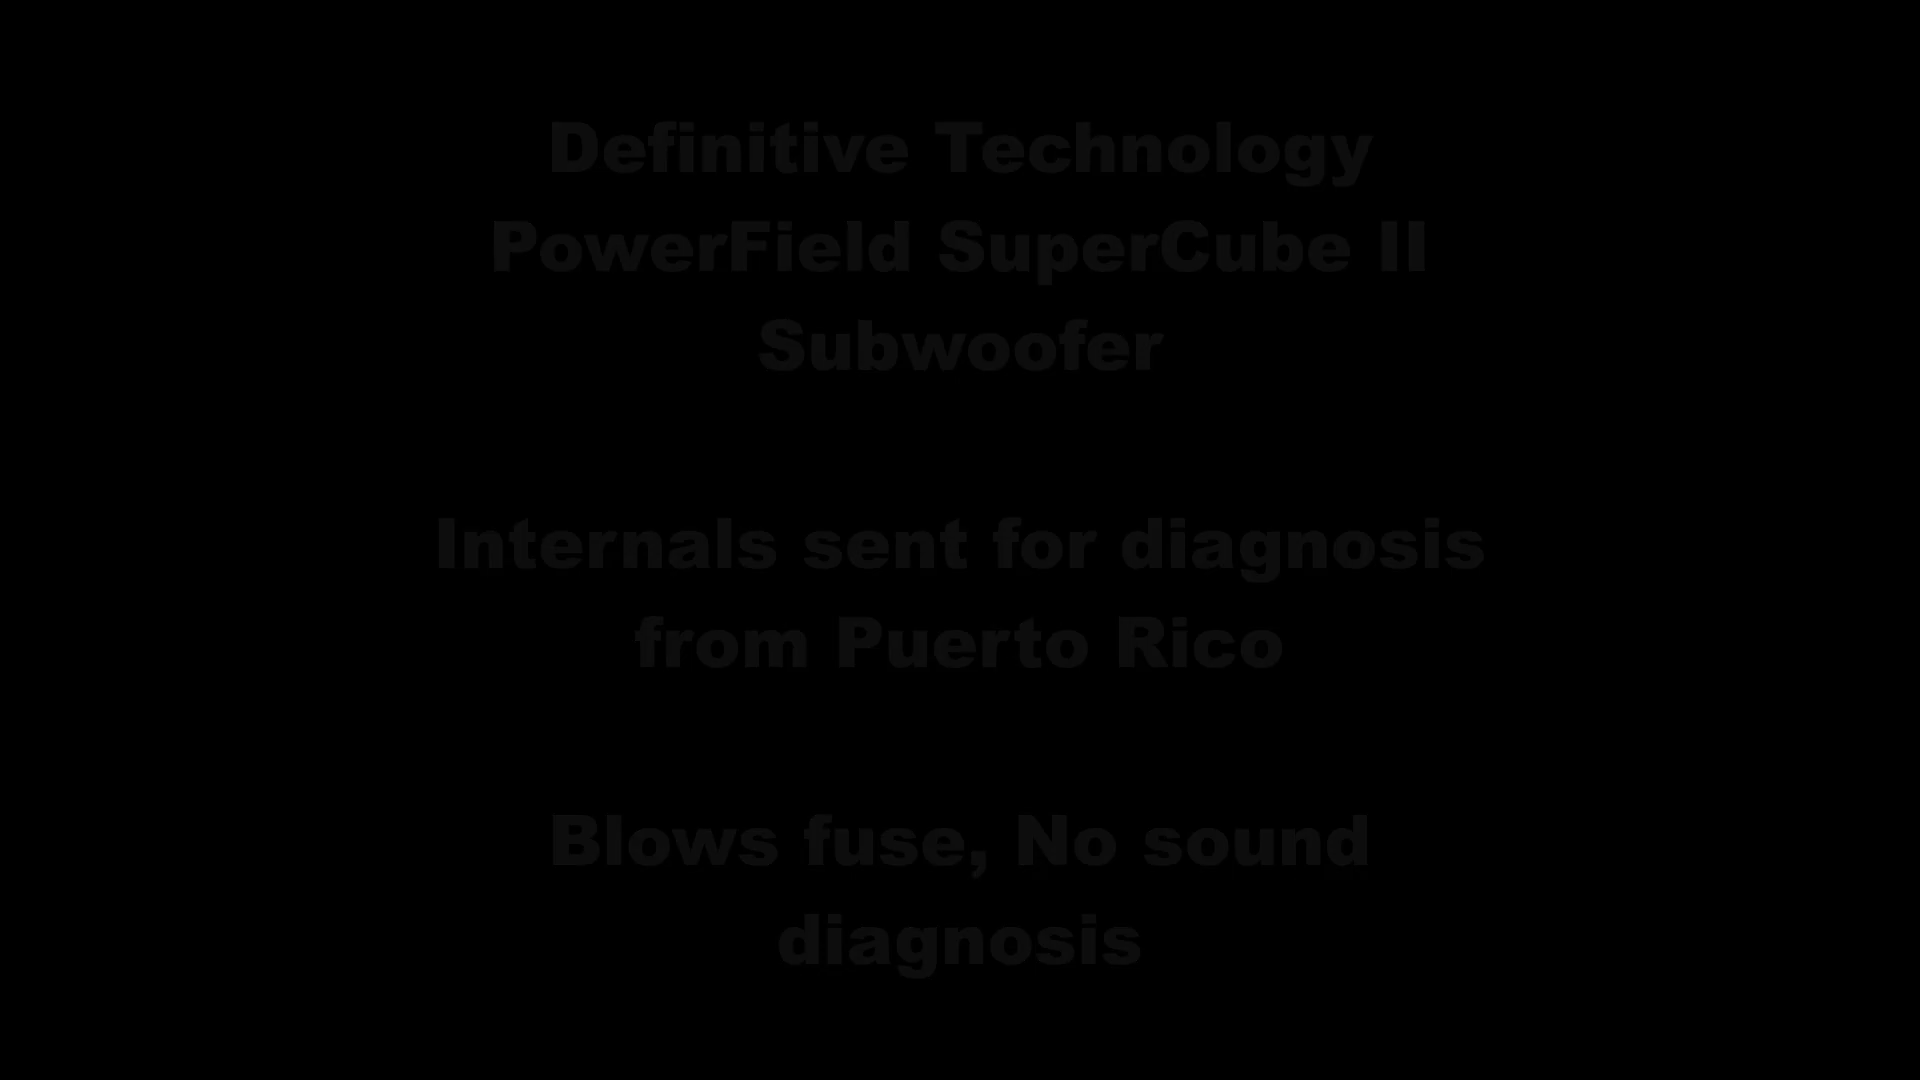 Definitive Technology
PowerField SuperCube II
Subwoofer
Internals sent for diagnosis
from Puerto Rico
Blows fuse, No sound
diagnosis